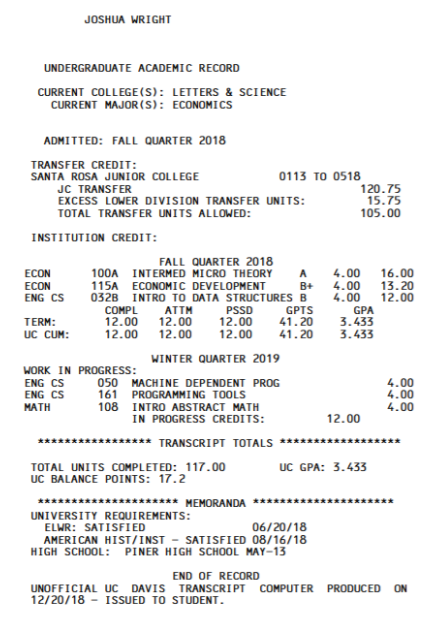 JOSHUA WRIGHT
UNDERGRADUATE ACADEMIC RECORD
CURRENT COLLEGE(S): LETTERS & SCIENCE
CURRENT MAJOR(S): ECONOMICS
ADMITTED: FALL QUARTER 2018
TRANSFER CREDIT:
SANTA ROSA JUNIOR COLLEGE 0113 TO 0518
JC TRANSFER 120.75
EXCESS LOWER DIVISION TRANSFER UNITS: 15.75
TOTAL TRANSFER UNITS ALLOWED: 105.00
INSTITUTION CREDIT:
FALL QUARTER 2018
ECON 100A INTERMED MICRO THEORY A 4.00 16.00
ECON 115A ECONOMIC DEVELOPMENT B+ 4.00 13.20
ENG CS 032B INTRO TO DATA STRUCTURES B 4.00 12.00
COMPL ATTM PSSD GPTS GPA
TERM: 12.00 12.00 12.00 41.20 3.433
UC CUM: 12.00 12.00 12.00 41.20 3.433
WINTER QUARTER 2019
WORK IN PROGRESS:
ENG CS 050 MACHINE DEPENDENT PROG 4.00
ENG CS 161 PROGRAMMING TOOLS 4.00
MATH 108 INTRO ABSTRACT MATH 4.00
IN PROGRESS CREDITS: 12.00
***************** TRANSCRIPT TOTALS ******************
TOTAL UNITS COMPLETED: 117.00 UC GPA: 3.433
UC BALANCE POINTS: 17.2
********************* MEMORANDA *********************
UNIVERSITY REQUIREMENTS:
ELWR: SATISFIED 06/20/18
AMERICAN HIST/INST - SATISFIED 08/16/18
HIGH SCHOOL: PINER HIGH SCHOOL MAY-13
END OF RECORD
UNOFFICIAL UC DAVIS TRANSCRIPT COMPUTER PRODUCED ON
12/20/18 - ISSUED TO STUDENT.